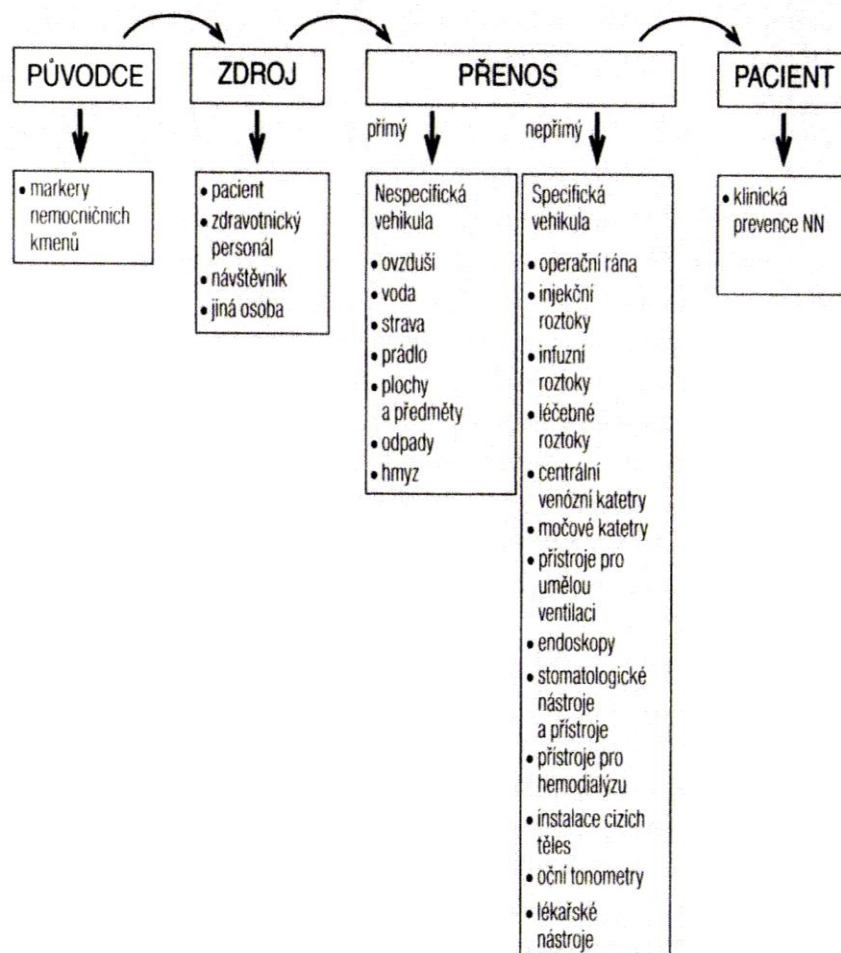 PŮVODCE
ZDROJ
PŘENOS
PACIENT
přímý
nepřímý
• markery
nemocničních
kmenů
• pacient
• zdravotnický
personál
• návštěvník
• jiná osoba
Nespecifická
vehikula
• ovzduší
• voda
• strava
• prádlo
• plochy
a předměty
• odpady
• hmyz
Specifická
vehikula
• operační rána
• injekční
roztoky
• infuzní
roztoky
• léčebné
roztoky
• centrální
venózní katetry
• močové katetry
• přístroje pro
umělou
ventilaci
• endoskopy
• stomatologické
nástroje
a přístroje
• přístroje pro
hemodialýzu
• instalace cizich
těles
• oční tonometry
• lékařské
nástroje
• klinická
prevence NN